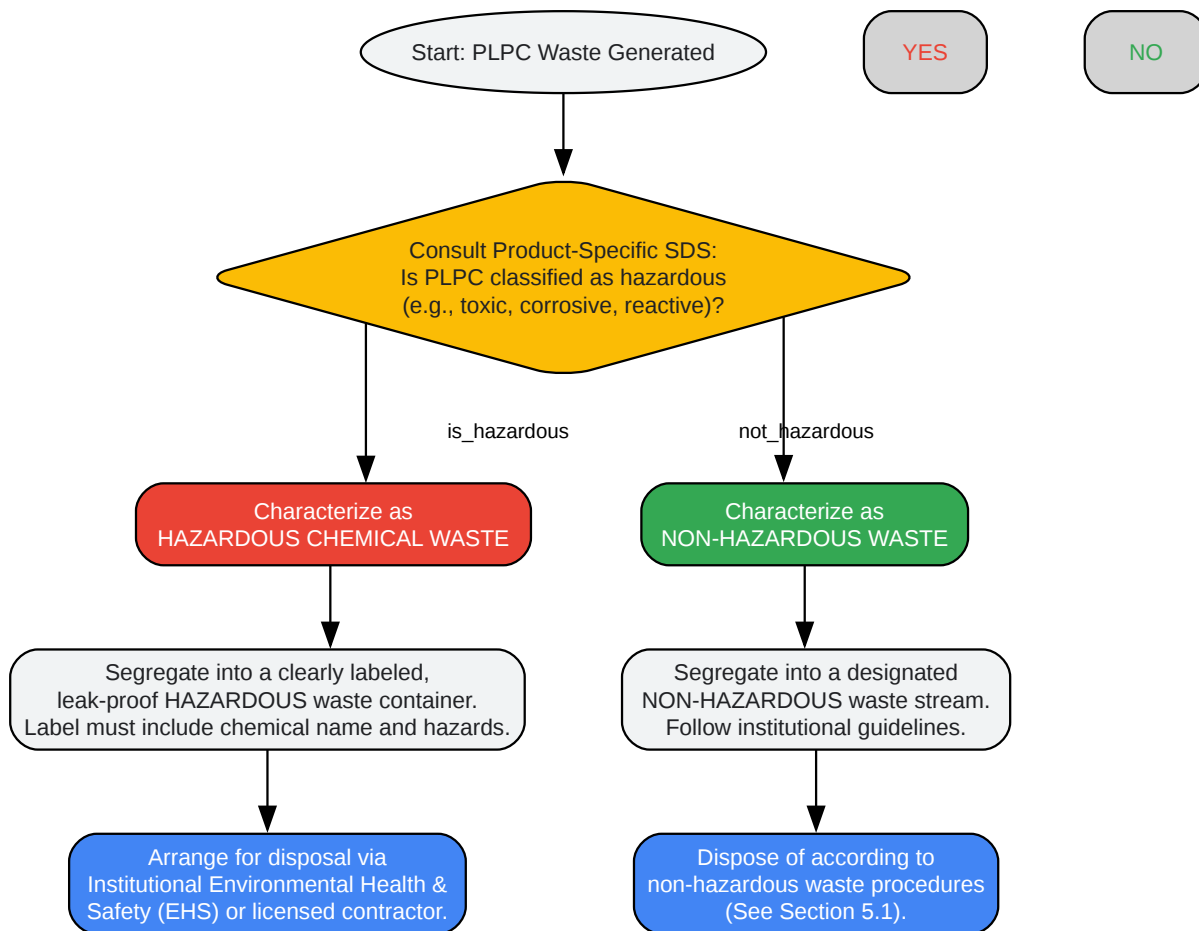 Start: PLPC Waste Generated
YES
NO
Consult Product-Specific SDS:
Is PLPC classified as hazardous
(e.g., toxic, corrosive, reactive)?
is_hazardous
not_hazardous
Characterize as
HAZARDOUS CHEMICAL WASTE
Characterize as
NON-HAZARDOUS WASTE
Segregate into a clearly labeled,
leak-proof HAZARDOUS waste container.
Label must include chemical name and hazards.
Segregate into a designated
NON-HAZARDOUS waste stream.
Follow institutional guidelines.
Arrange for disposal via
Institutional Environmental Health &
Safety (EHS) or licensed contractor.
Dispose of according to
non-hazardous waste procedures
(See Section 5.1).